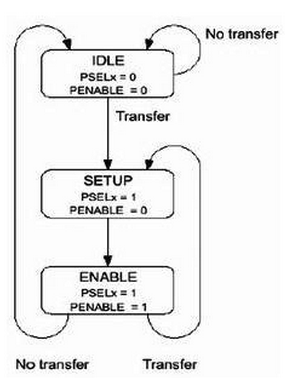 No transfer
IDLE
PSELx = 0
PENABLE = 0
Transfer
SETUP
PSELx = 1
PENABLE = 0
ENABLE
PSELx = 1
PENABLE = 1
No transfer
Transfer